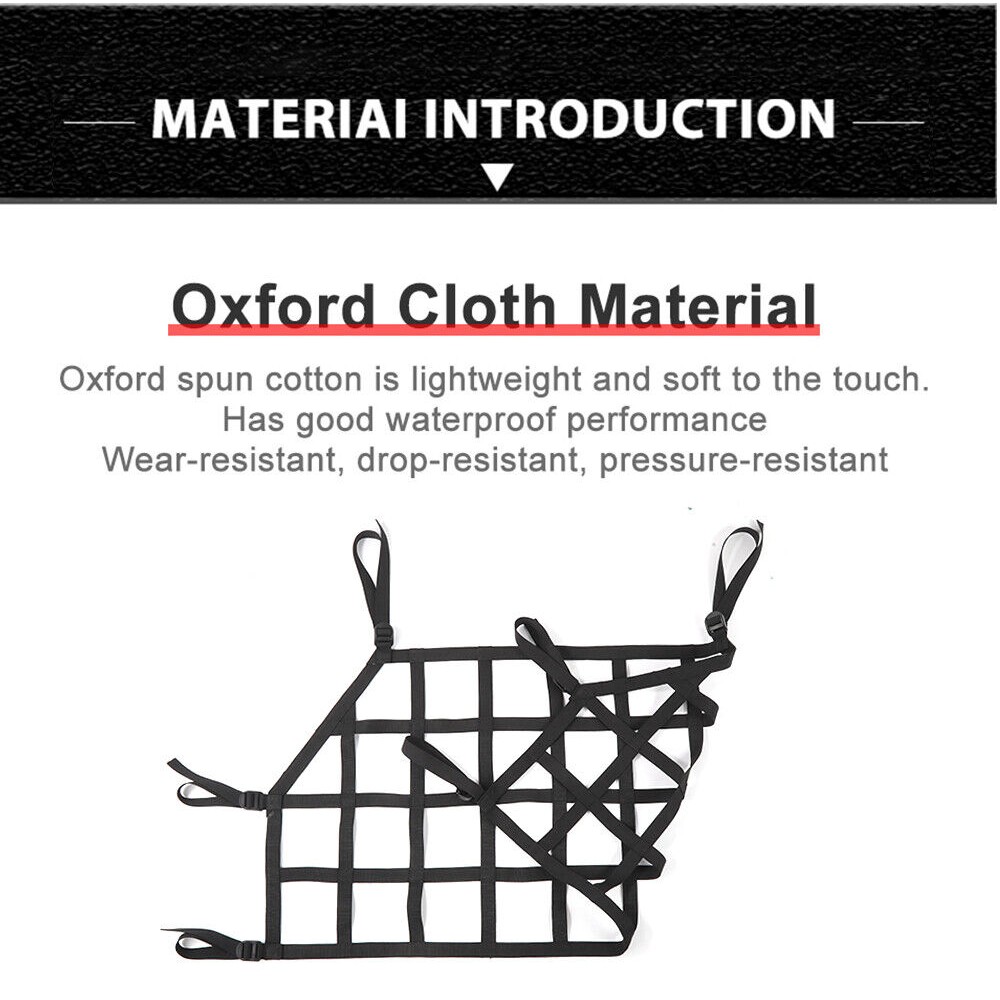 MATERIAI INTRODUCTION
Oxford Cloth Material
Oxford spun cotton is lightweight and soft to the touch.
Has good waterproof performance
Wear-resistant, drop-resistant, pressure-resistant